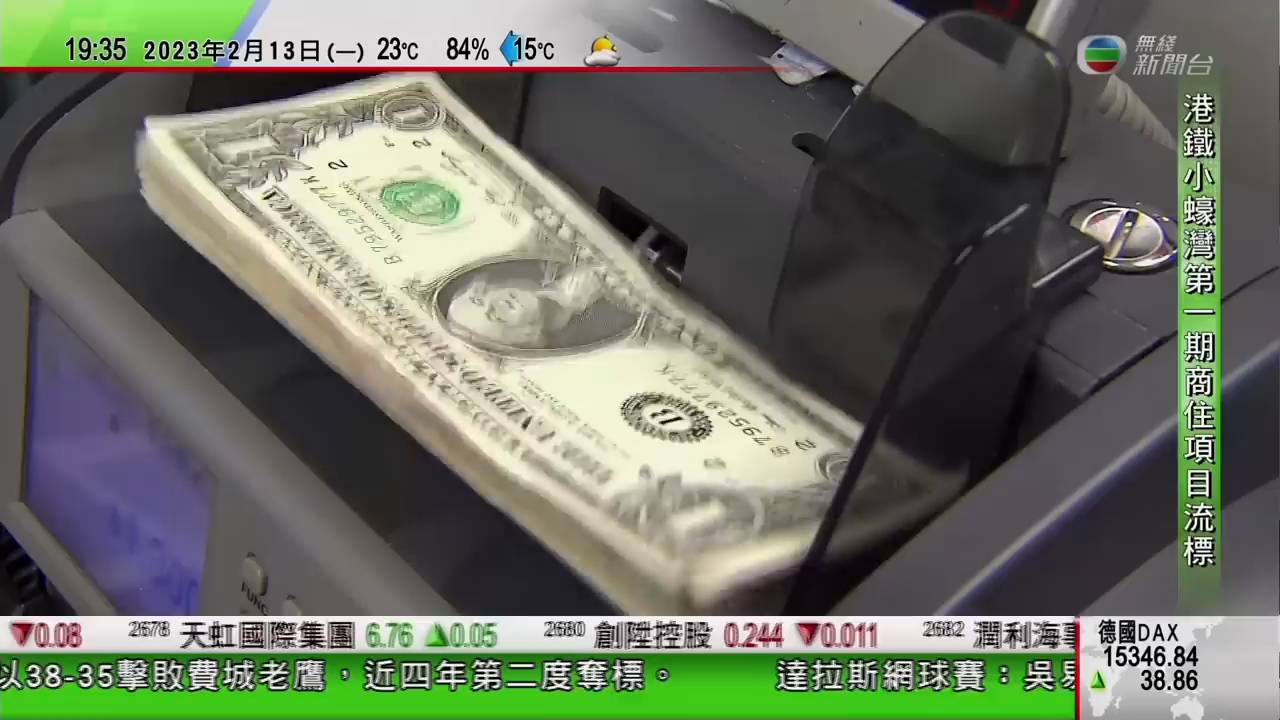 19:35 2023年2月13日(一) 23℃ 84% 15℃
無綫
新聞台
港鐵小蠔灣第一期商住項目流標
B 79529777K
WASHINGTON
B
B 79529777K
FUNC
▼0.08 2678 天虹國際集團 6.76 ▲0.05 2680 創陞控股 0.244 ▼0.011 2682 潤利海事
以38-35擊敗費城老鷹，近四年第二度奪標。 達拉斯網球賽：吳易
德國DAX
15346.84
▲ 38.86